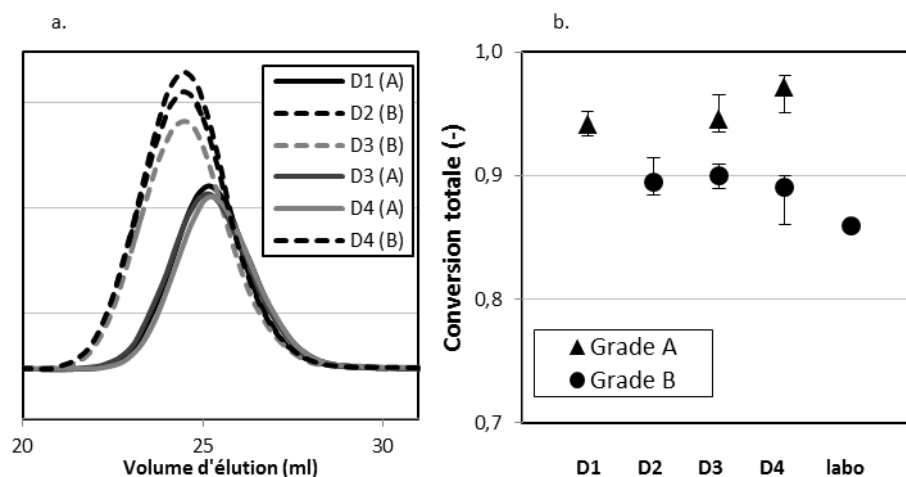 a.
D1 (A)
D2 (B)
D3 (B)
D3 (A)
D4 (A)
D4 (B)
20
25
30
Volume d'élution (ml)
b.
Conversion totale (-)
1,0
0,9
0,8
0,7
Grade A
Grade B
D1 D2 D3 D4 labo